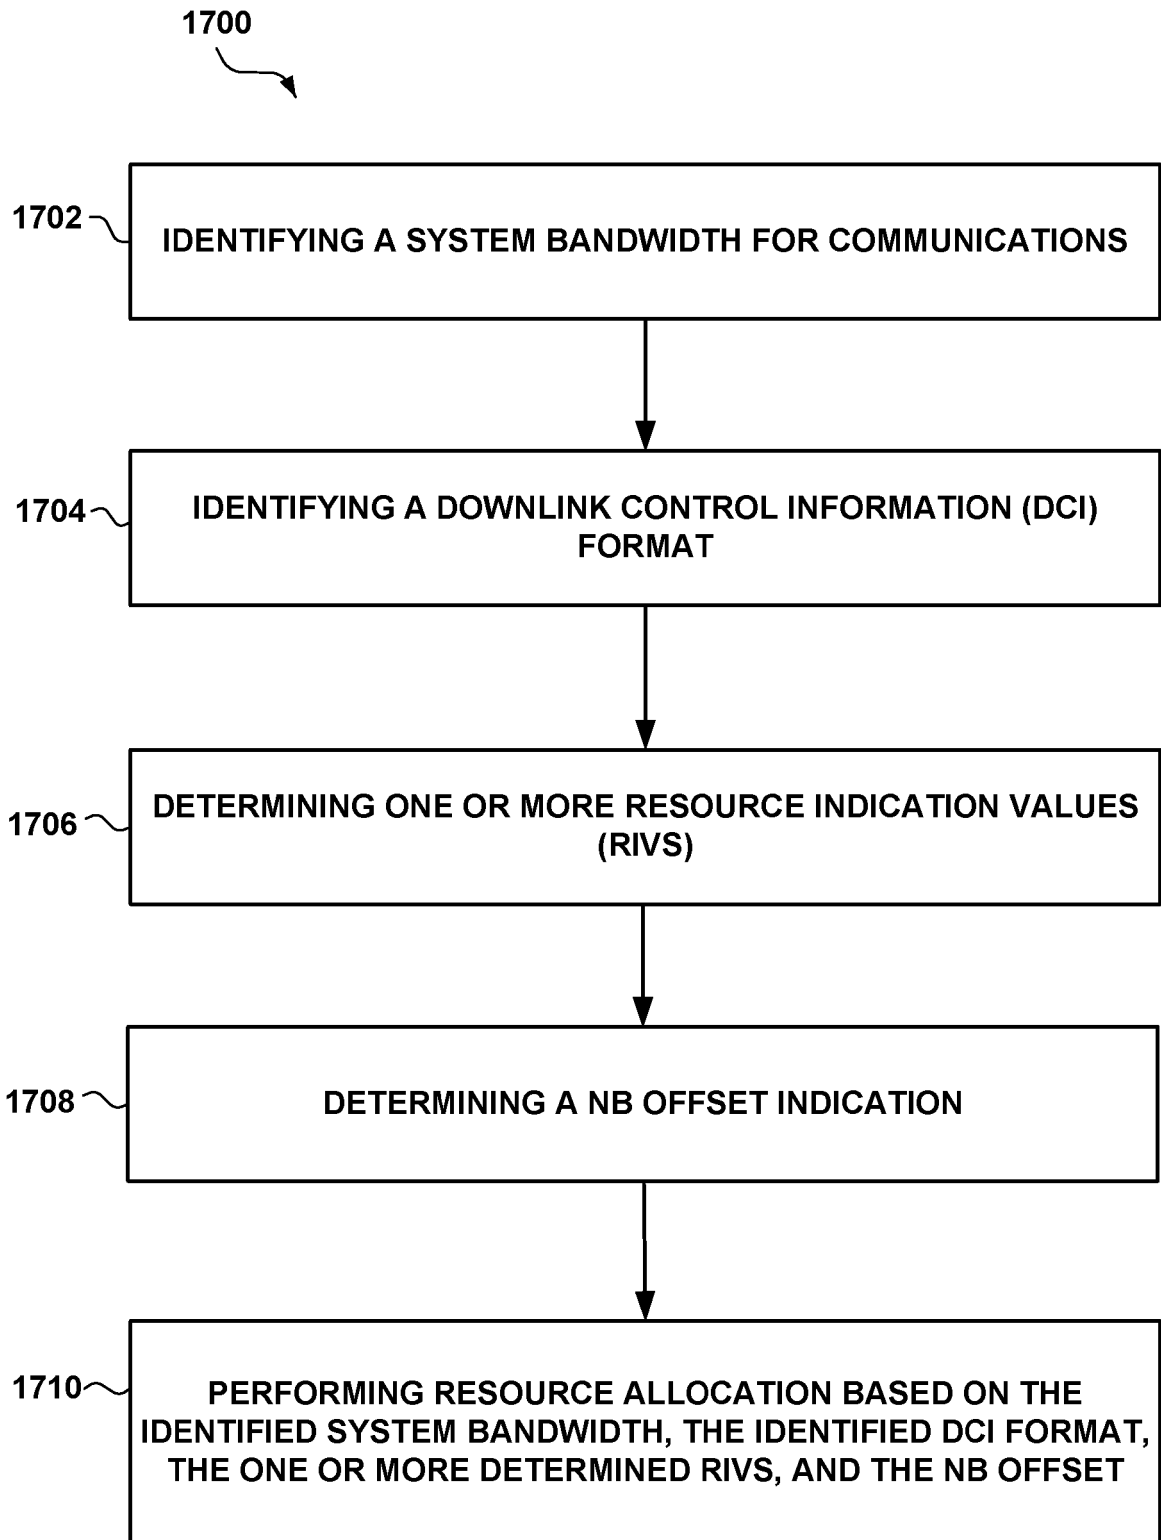 1700
1702
IDENTIFYING A SYSTEM BANDWIDTH FOR COMMUNICATIONS
1704
IDENTIFYING A DOWNLINK CONTROL INFORMATION (DCI)
FORMAT
1706
DETERMINING ONE OR MORE RESOURCE INDICATION VALUES
(RIVS)
1708
DETERMINING A NB OFFSET INDICATION
1710
PERFORMING RESOURCE ALLOCATION BASED ON THE
IDENTIFIED SYSTEM BANDWIDTH, THE IDENTIFIED DCI FORMAT,
THE ONE OR MORE DETERMINED RIVS, AND THE NB OFFSET